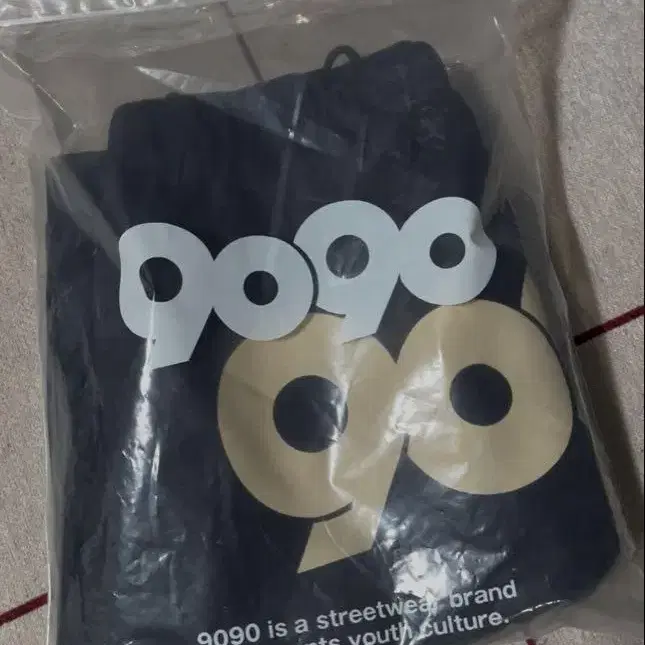 9090
90
9090 is a streetwear brand
youth culture.